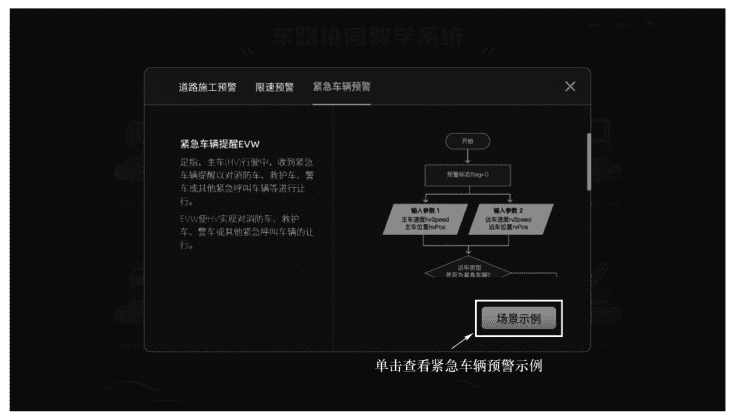 车路协同教学系统
道路施工预警 限速预警 紧急车辆预警
紧急车辆提醒EVW
是指，主车(HV)行驶中，收到紧急
车辆提醒以对消防车、救护车、警
车或其他紧急呼叫车辆等进行让
行。
EVW使HV实现对消防车、救护
车、警车或其他紧急呼叫车辆的让
行。
开始
预警标志flag=0
输入参数 1
主车速度hvSpeed
主车位置hvPos
输入参数 2
远车速度rvSpeed
远车位置rvPos
远车类型
是否为紧急车辆?
场景示例
单击查看紧急车辆预警示例